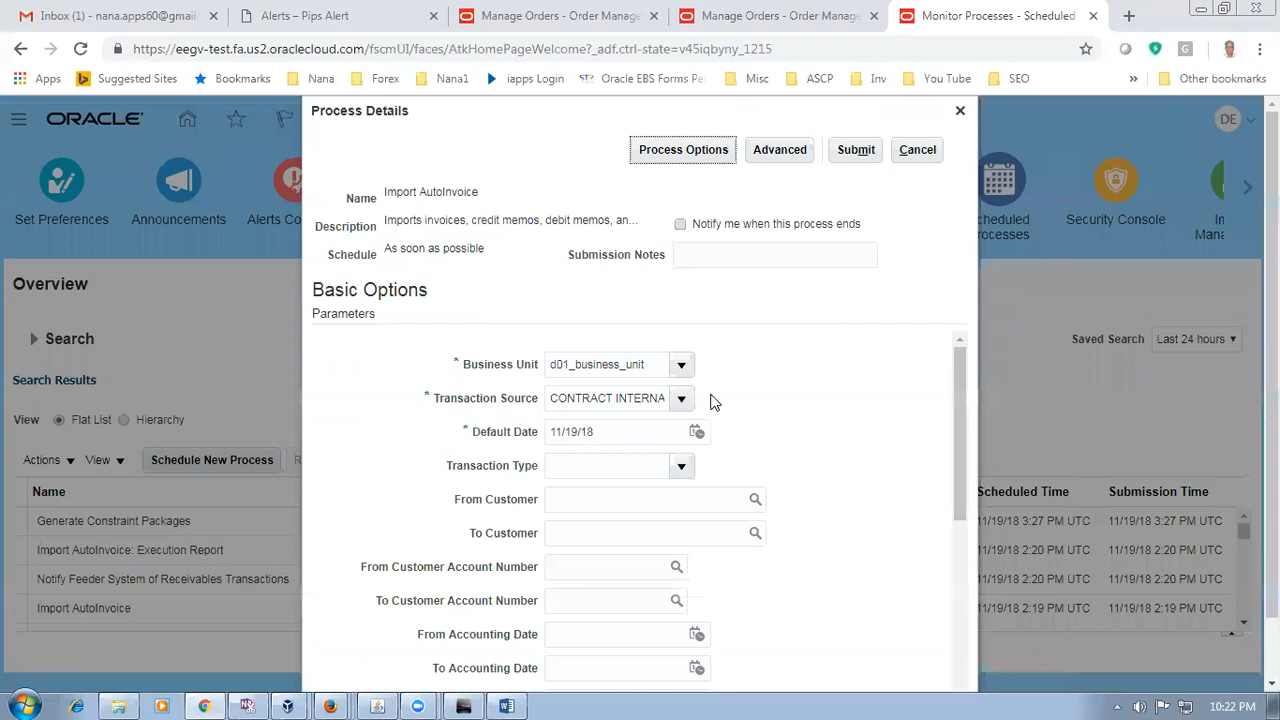 Inbox (1) - nana.apps60@gmail
Alerts – Pips Alert
Manage Orders - Order Manage
Manage Orders - Order Manage
Monitor Processes - Scheduled
https://eegv-test.fa.us2.oraclecloud.com/fscmUI/faces/AtkHomePageWelcome?_adf.ctrl-state=v45iqbyny_1215
Apps Suggested Sites Bookmarks Nana Forex Nana1 iapps Login Oracle EBS Forms Pe Misc ASCP Inv You Tube SEO » Other bookmarks
ORACLE
DE
Set Preferences Announcements Alerts Co
Scheduled
Processes
Security Console
In
Mana
Process Details
Process Options Advanced Submit Cancel
Name Import AutoInvoice
Description Imports invoices, credit memos, debit memos, an...
Notify me when this process ends
Schedule As soon as possible
Submission Notes
Basic Options
Parameters
* Business Unit d01_business_unit
* Transaction Source CONTRACT INTERNA
* Default Date 11/19/18
Transaction Type
From Customer
To Customer
From Customer Account Number
To Customer Account Number
From Accounting Date
To Accounting Date
Overview
Search
Saved Search Last 24 hours
Search Results
View Flat List Hierarchy
Actions View Schedule New Process R
Name Scheduled Time Submission Time
Generate Constraint Packages 11/19/18 3:27 PM UTC 11/19/18 3:27 PM UTC
Import AutoInvoice: Execution Report 11/19/18 2:20 PM UTC 11/19/18 2:20 PM UTC
Notify Feeder System of Receivables Transactions 11/19/18 2:20 PM UTC 11/19/18 2:20 PM UTC
Import AutoInvoice 11/19/18 2:19 PM UTC 11/19/18 2:19 PM UTC
10:22 PM